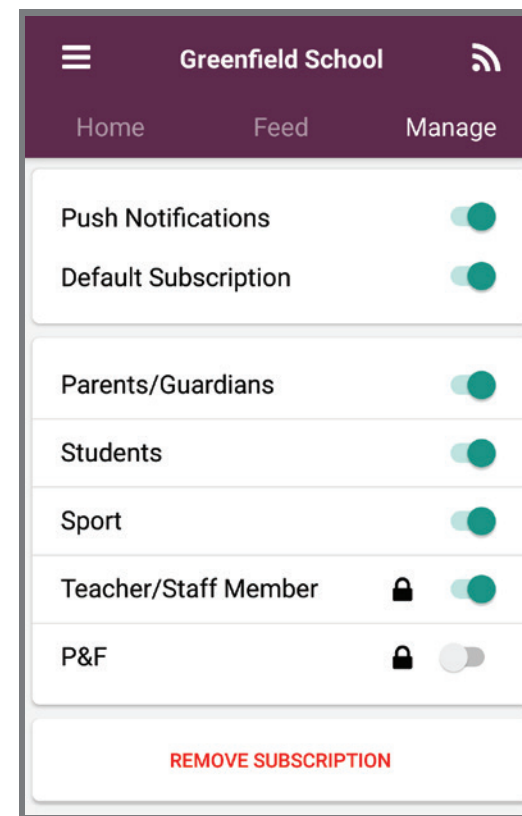 Greenfield School
Home Feed Manage
Push Notifications
Default Subscription
Parents/Guardians
Students
Sport
Teacher/Staff Member
P&F
REMOVE SUBSCRIPTION